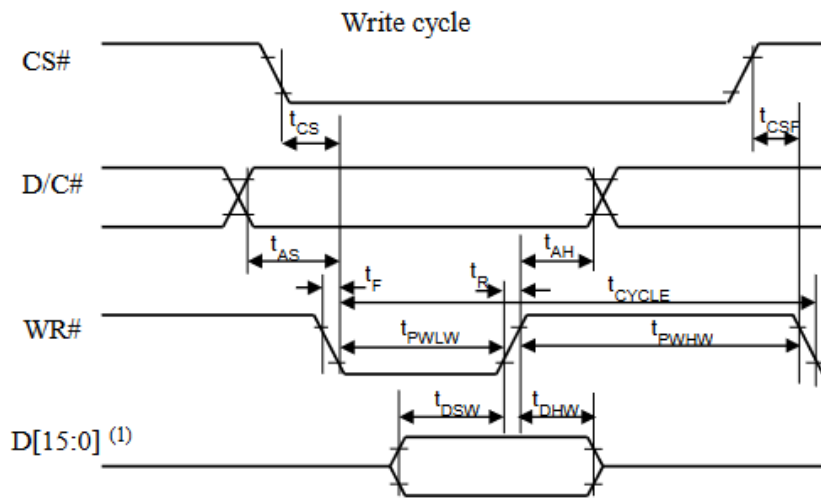 Write cycle
CS#
tCS
tCSF
D/C#
tAS
tAH
tF
tR
tCYCLE
WR#
tPWLW
tPWHW
tDSW
tDHW
D[15:0] (1)